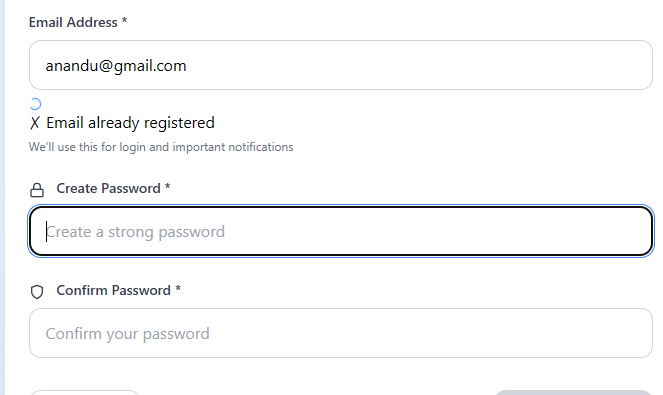 Email Address *
anandu@gmail.com
✗ Email already registered
We'll use this for login and important notifications
Create Password *
Create a strong password
Confirm Password *
Confirm your password